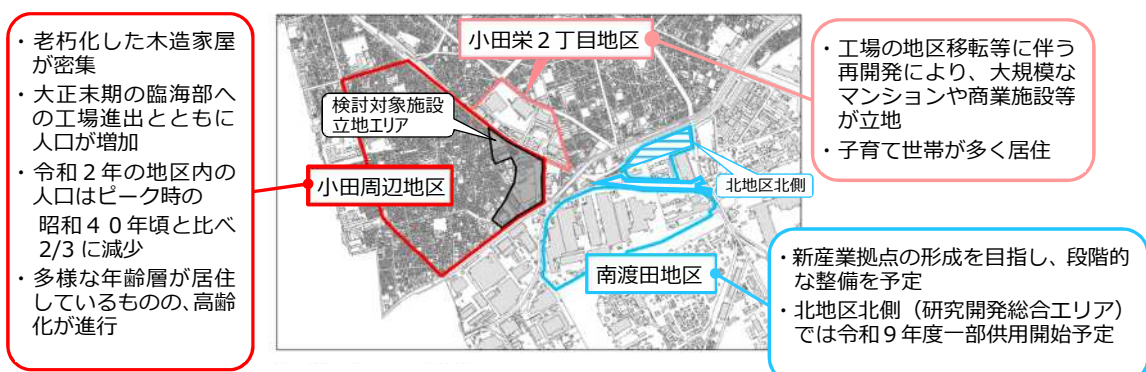 ・老朽化した木造家屋
が密集
・大正末期の臨海部へ
の工場進出とともに
人口が増加
・令和２年の地区内の
人口はピーク時の
昭和４０年頃と比べ
2/3 に減少
・多様な年齢層が居住
しているものの、高齢
化が進行
小田栄２丁目地区
検討対象施設
立地エリア
小田周辺地区
北地区北側
南渡田地区
・工場の地区移転等に伴う
再開発により、大規模な
マンションや商業施設等
が立地
・子育て世帯が多く居住
・新産業拠点の形成を目指し、段階的
な整備を予定
・北地区北側（研究開発総合エリア）
では令和９年度一部供用開始予定